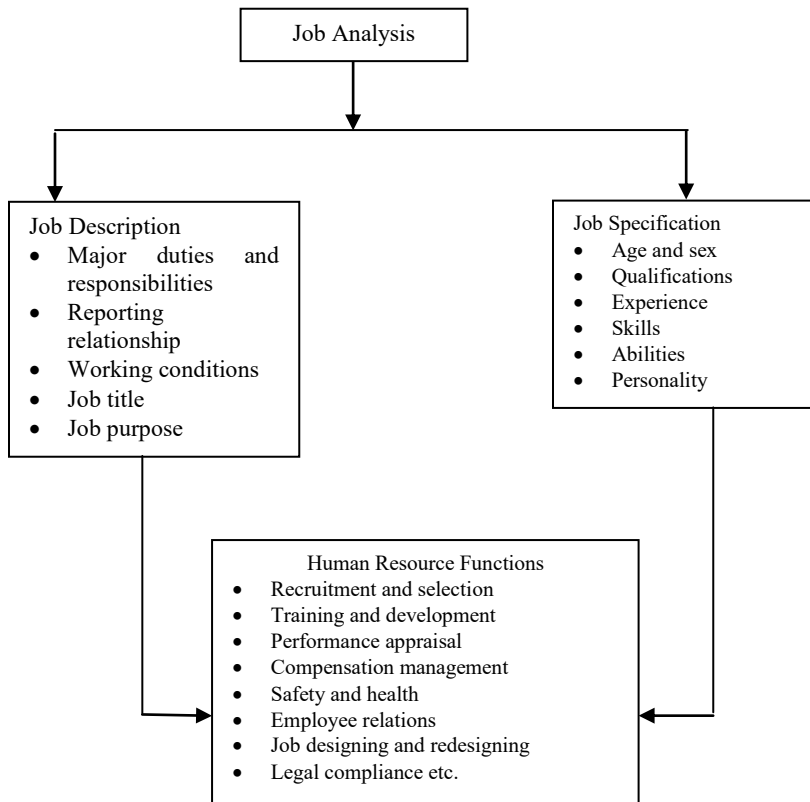 Job Analysis
Job Description
• Major duties and
responsibilities
• Reporting
relationship
• Working conditions
• Job title
• Job purpose
Job Specification
• Age and sex
• Qualifications
• Experience
• Skills
• Abilities
• Personality
Human Resource Functions
• Recruitment and selection
• Training and development
• Performance appraisal
• Compensation management
• Safety and health
• Employee relations
• Job designing and redesigning
• Legal compliance etc.